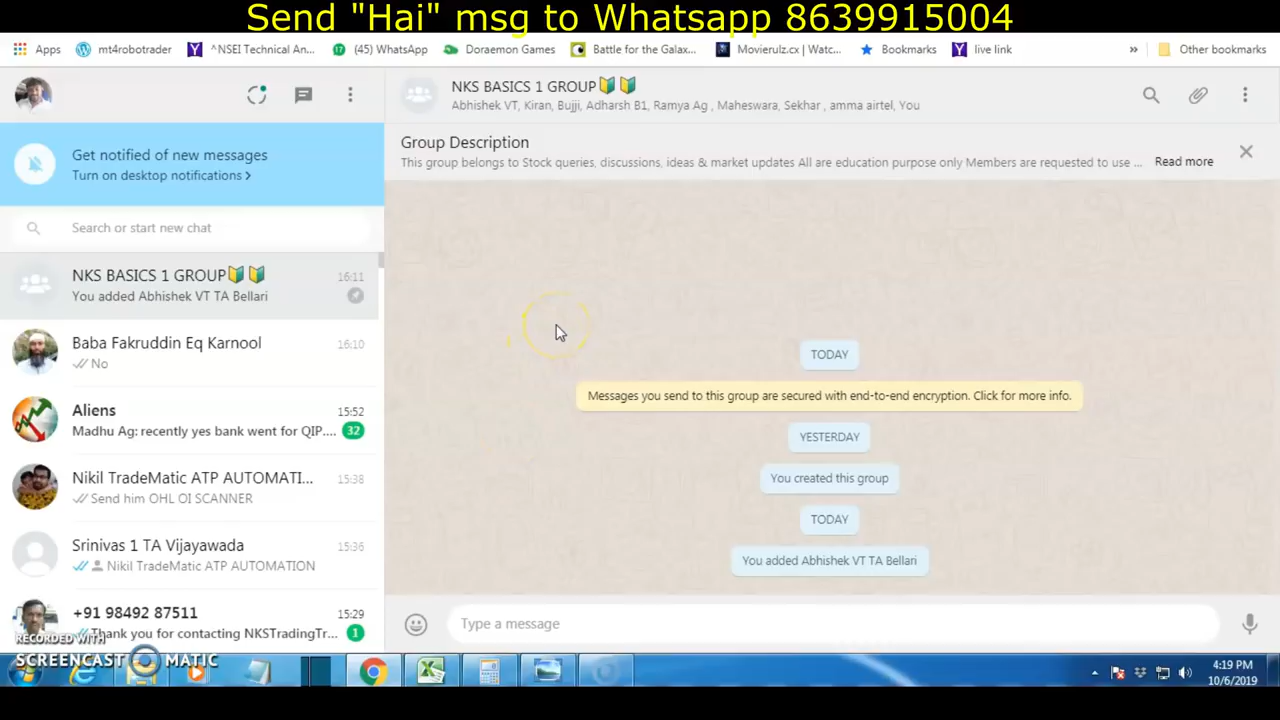 Send "Hai" msg to Whatsapp 8639915004
Apps mt4robotrader ^NSEI Technical An... (45) WhatsApp Doraemon Games Battle for the Galax... Movierulz.cx | Watc... Bookmarks live link » Other bookmarks
NKS BASICS 1 GROUP🔰🔰
Abhishek VT, Kiran, Bujji, Adharsh B1, Ramya Ag , Maheswara, Sekhar , amma airtel, You
Get notified of new messages
Turn on desktop notifications >
Group Description
This group belongs to Stock queries, discussions, ideas & market updates All are education purpose only Members are requested to use ... Read more
Search or start new chat
NKS BASICS 1 GROUP🔰🔰 16:11
You added Abhishek VT TA Bellari
Baba Fakruddin Eq Karnool 16:10
No
Aliens 15:52
Madhu Ag: recently yes bank went for QIP.... 32
Nikil TradeMatic ATP AUTOMATI... 15:38
Send him OHL OI SCANNER
Srinivas 1 TA Vijayawada 15:36
Nikil TradeMatic ATP AUTOMATION
+91 98492 87511 15:29
Thank you for contacting NKSTradingTr... 1
TODAY
Messages you send to this group are secured with end-to-end encryption. Click for more info.
YESTERDAY
You created this group
TODAY
You added Abhishek VT TA Bellari
Type a message
RECORDED WITH
SCREENCAST MATIC
4:19 PM
10/6/2019